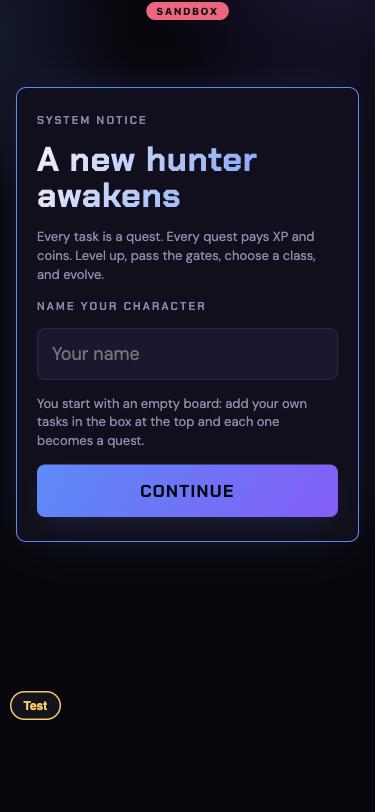 SANDBOX
SYSTEM NOTICE
A new hunter
awakens
Every task is a quest. Every quest pays XP and
coins. Level up, pass the gates, choose a class,
and evolve.
NAME YOUR CHARACTER
Your name
You start with an empty board: add your own
tasks in the box at the top and each one
becomes a quest.
CONTINUE
Test